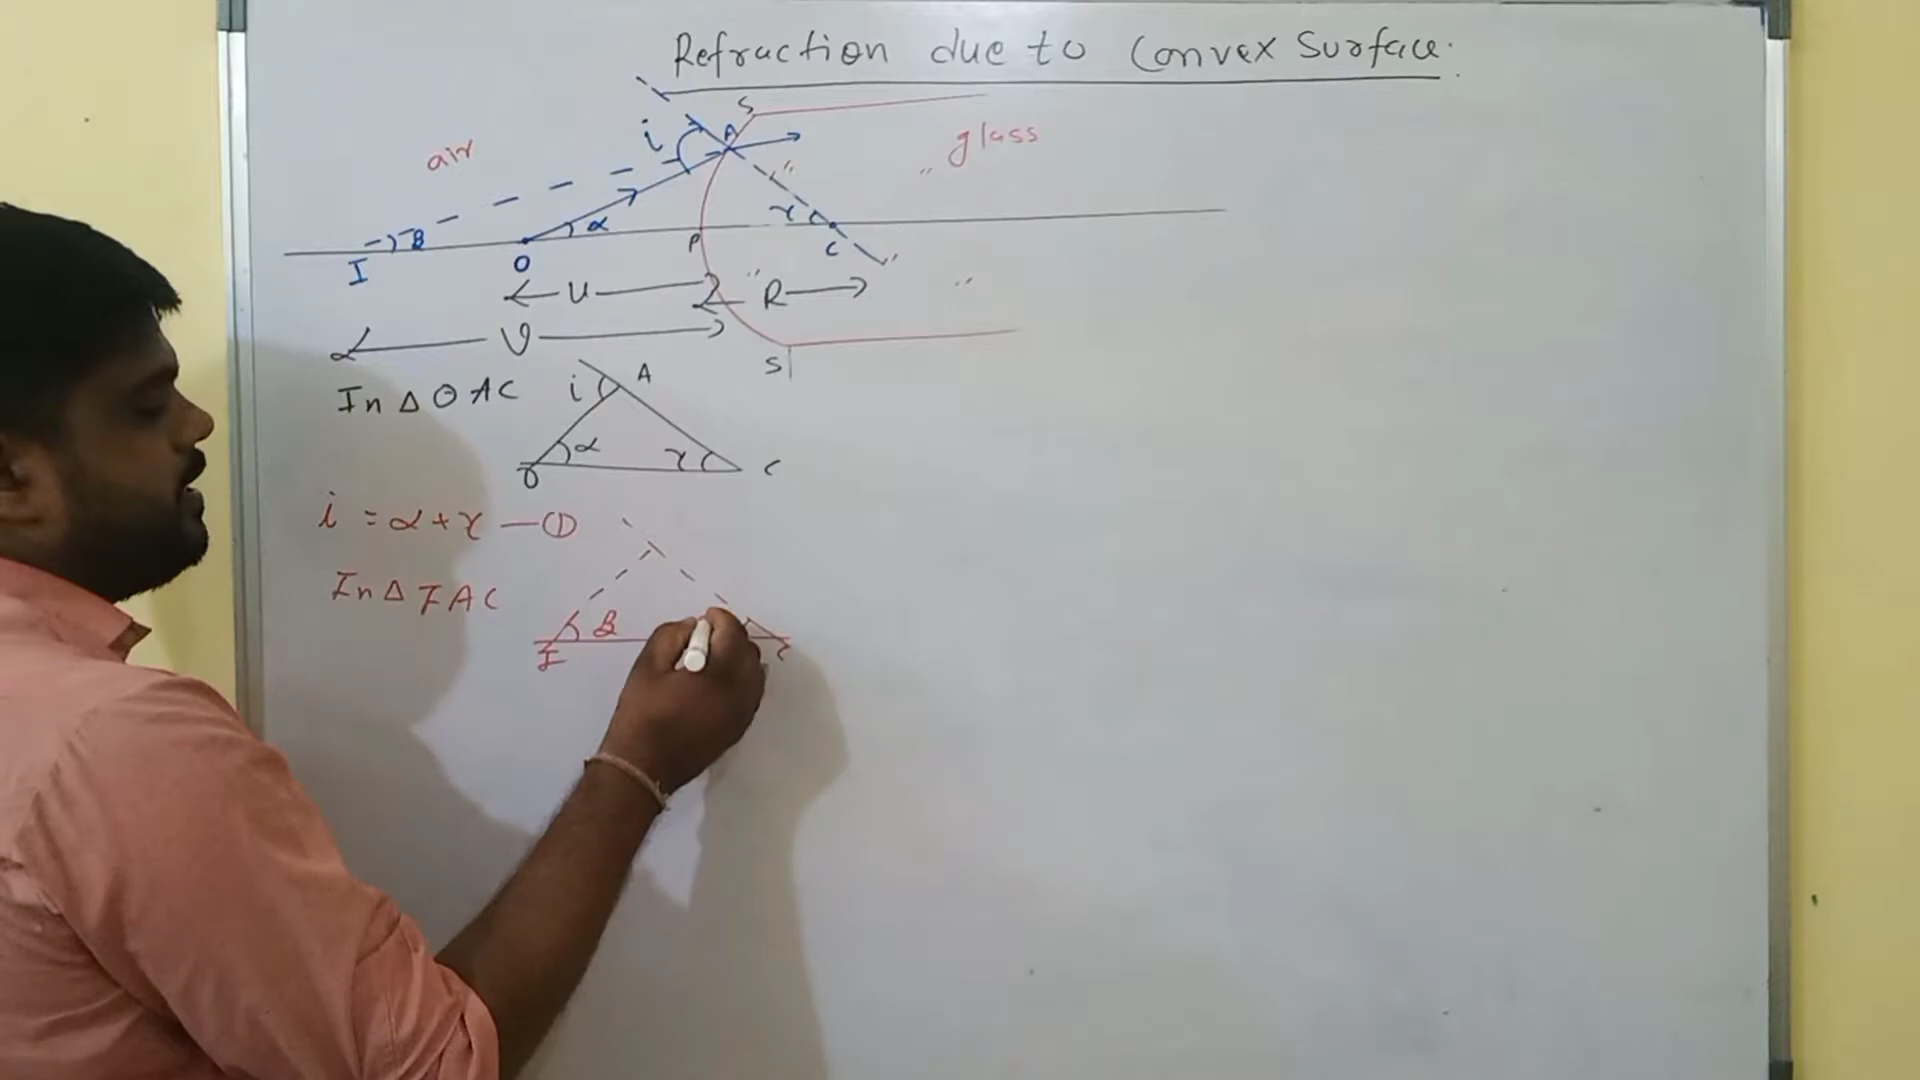 Refraction due to Convex Surface.
S
air
i
A
glass
α
r
B
I
O
P
C
u
R
v
S
In Δ OAC
i
A
α
r
O
C
i = α + r — ①
In Δ IAC
B
I
C